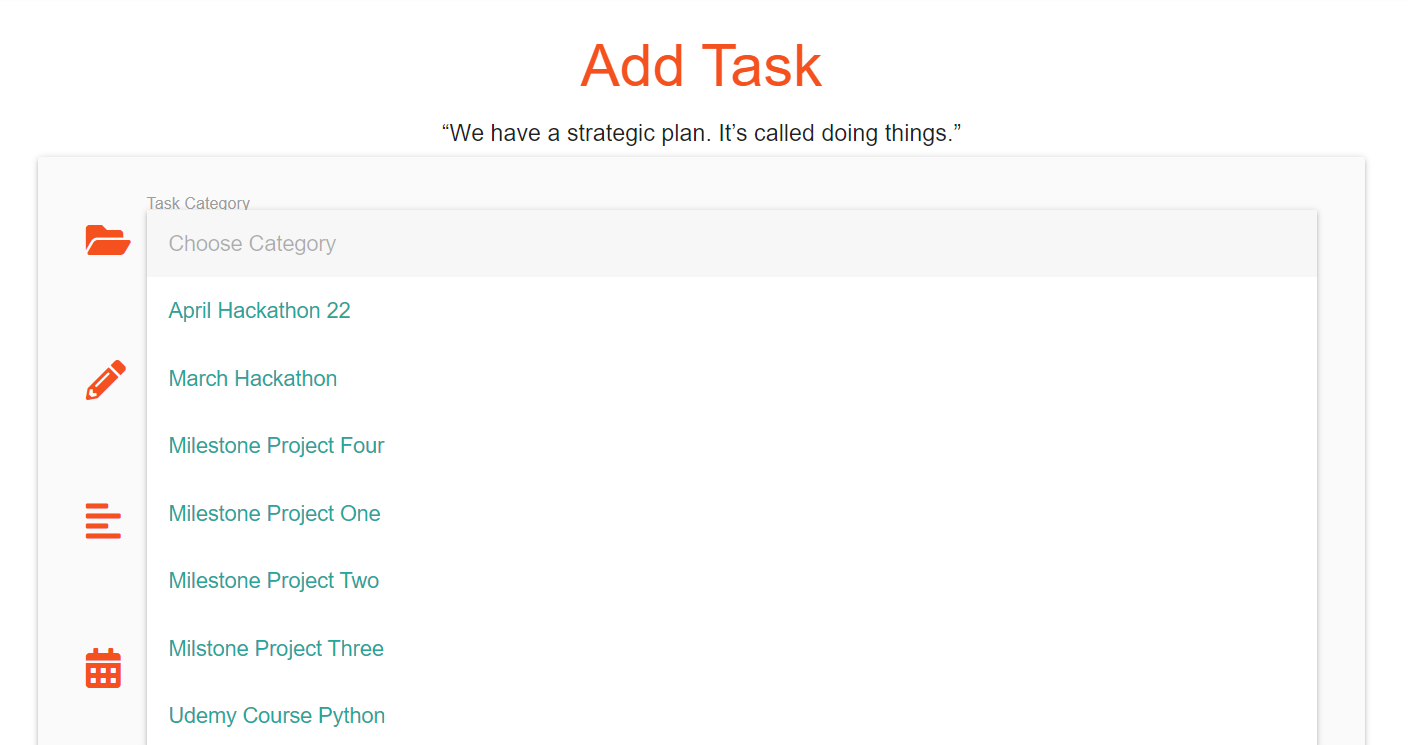 Add Task
“We have a strategic plan. It’s called doing things.”
Task Category
Choose Category
April Hackathon 22
March Hackathon
Milestone Project Four
Milestone Project One
Milestone Project Two
Milstone Project Three
Udemy Course Python